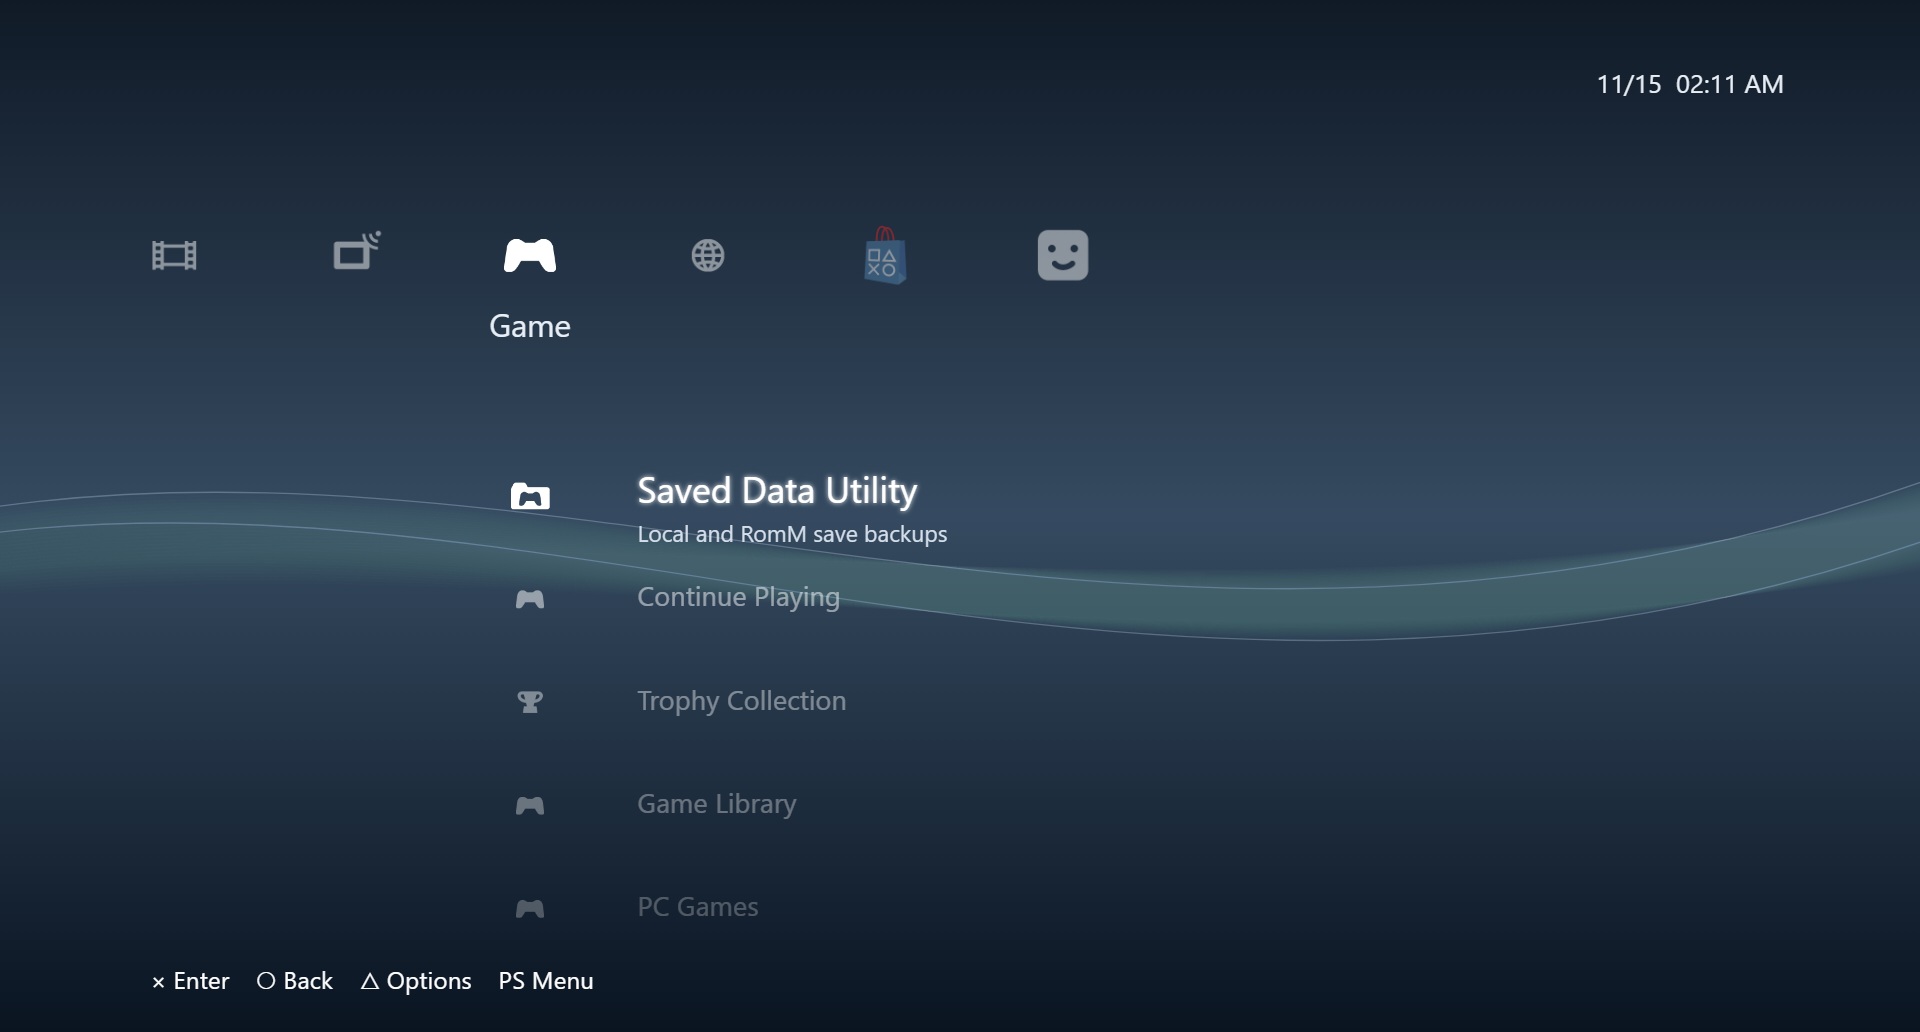 11/15 02:11 AM
Game
Saved Data Utility
Local and RomM save backups
Continue Playing
Trophy Collection
Game Library
PC Games
× Enter ○ Back △ Options PS Menu